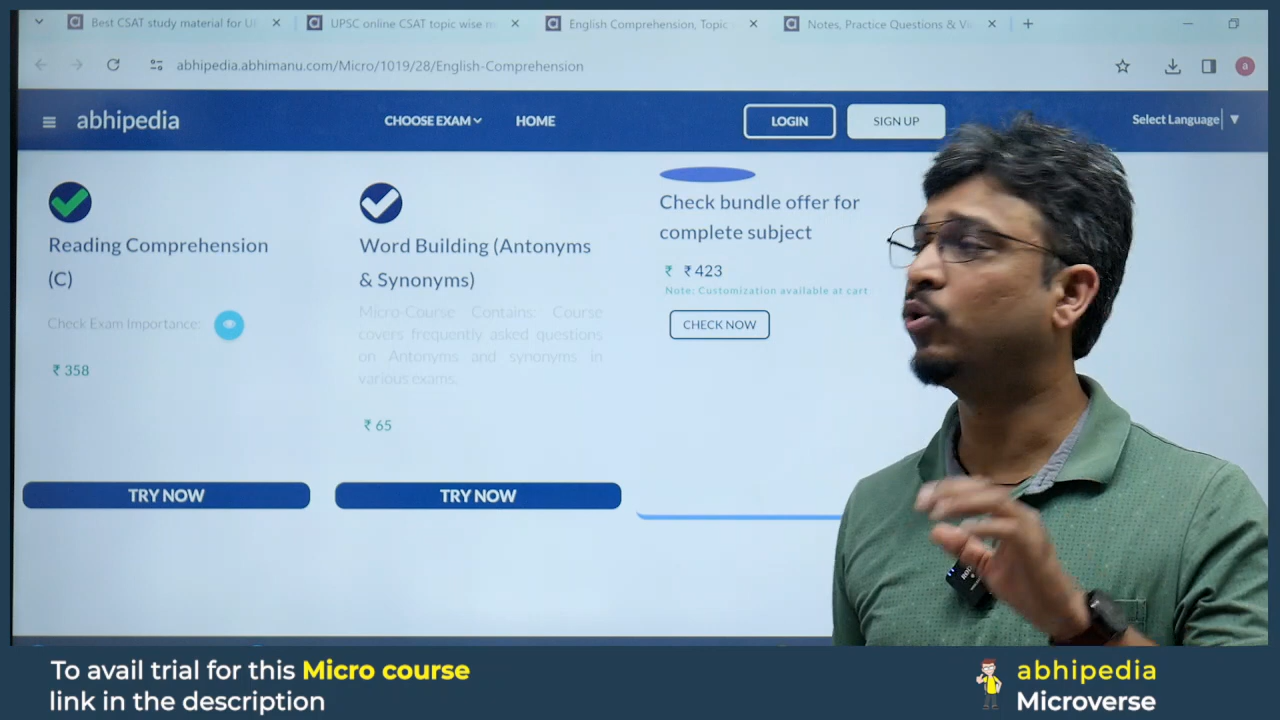 Best CSAT study material for U
UPSC online CSAT topic wise
English Comprehension, Topic
Notes, Practice Questions & Vi
abhipedia.abhimanu.com/Micro/1019/28/English-Comprehension
a
abhipedia
CHOOSE EXAM
HOME
LOGIN
SIGN UP
Select Language
Reading Comprehension
(C)
Check Exam Importance:
₹ 358
TRY NOW
Word Building (Antonyms
& Synonyms)
Micro-Course Contains: Course
covers frequently asked questions
on Antonyms and synonyms in
various exams.
₹ 65
TRY NOW
Check bundle offer for
complete subject
₹ ₹ 423
Note: Customization available at cart
CHECK NOW
To avail trial for this Micro course
link in the description
abhipedia
Microverse